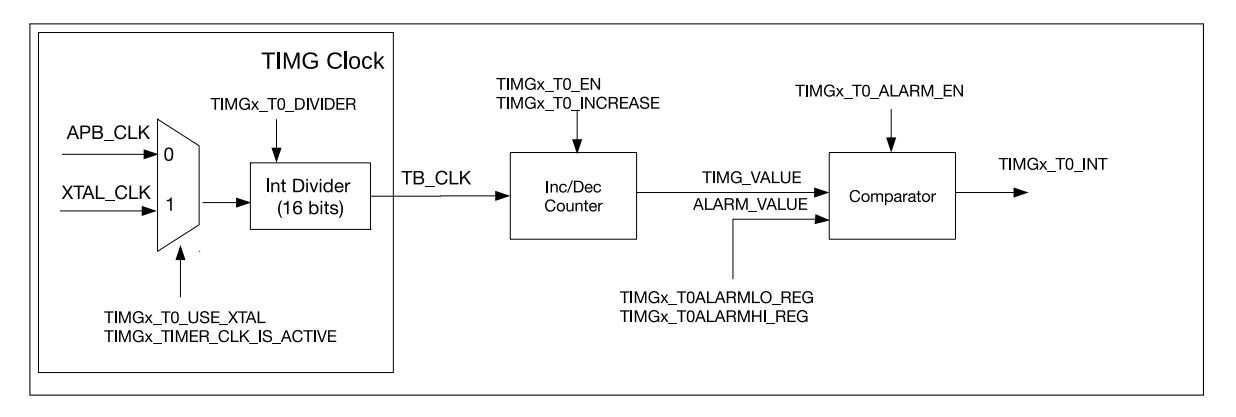 TIMG Clock
TIMGx_T0_DIVIDER
APB_CLK
0
XTAL_CLK
1
Int Divider
(16 bits)
TIMGx_T0_USE_XTAL
TIMGx_TIMER_CLK_IS_ACTIVE
TB_CLK
TIMGx_T0_EN
TIMGx_T0_INCREASE
Inc/Dec
Counter
TIMG_VALUE
ALARM_VALUE
TIMGx_T0ALARMLO_REG
TIMGx_T0ALARMHI_REG
TIMGx_T0_ALARM_EN
Comparator
TIMGx_T0_INT